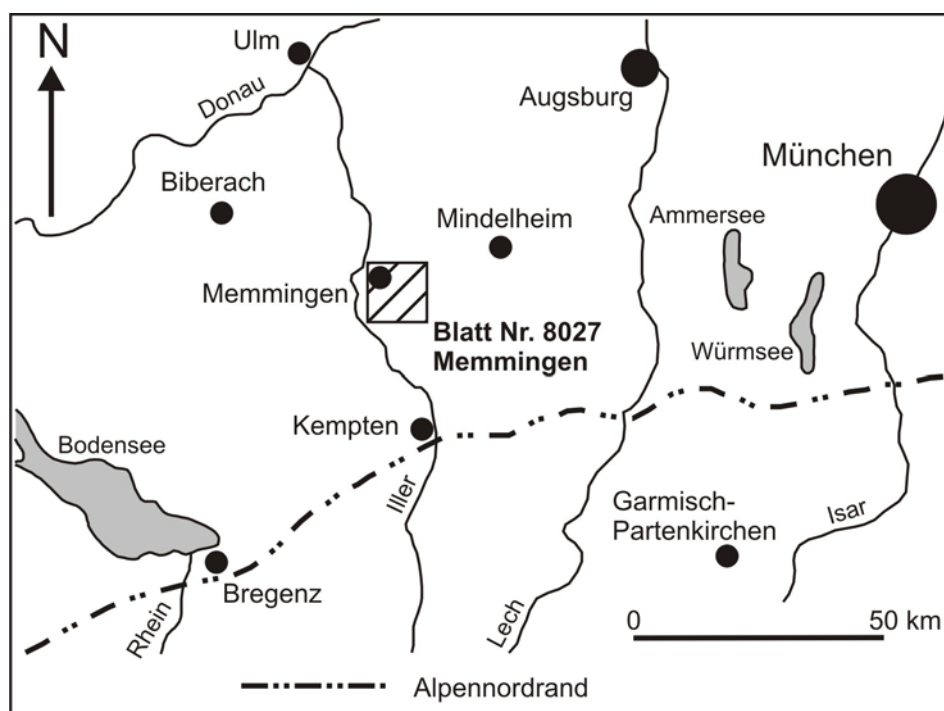 N
Ulm
Donau
Augsburg
München
Biberach
Mindelheim
Ammersee
Memmingen
Blatt Nr. 8027
Memmingen
Würmsee
Kempten
Bodensee
Iller
Garmisch-
Partenkirchen
Isar
Bregenz
Rhein
Lech
0 50 km
Alpennordrand